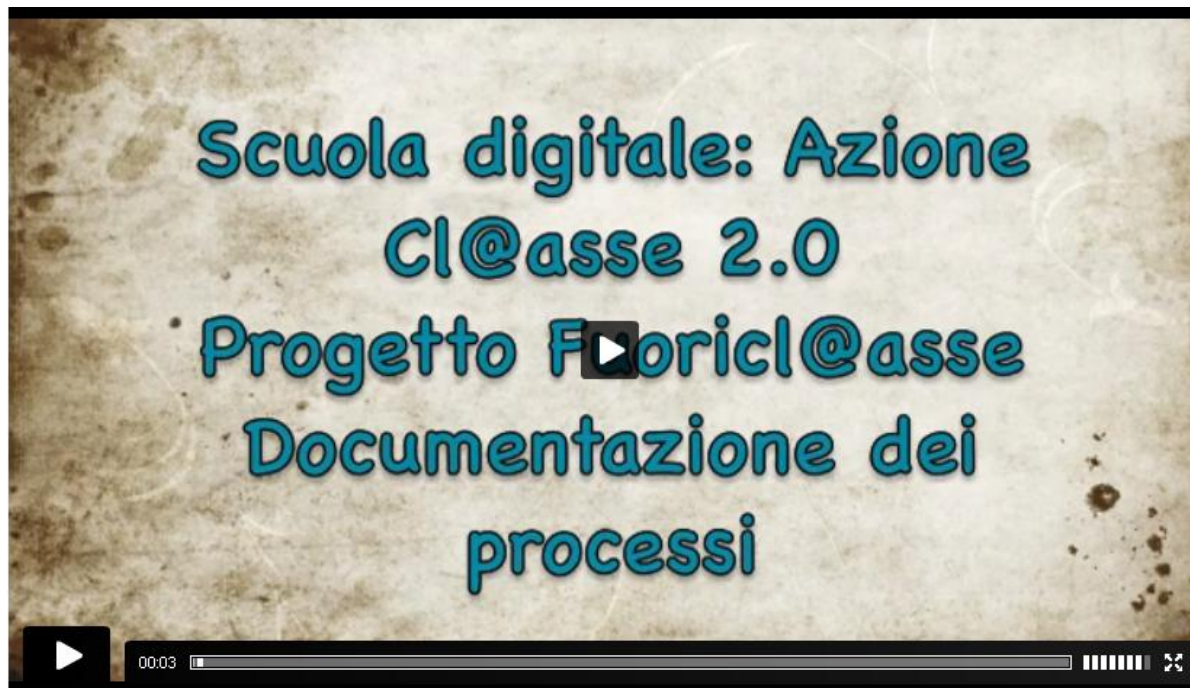 Scuola digitale: Azione
Cl@asse 2.0
Progetto Fuoricl@asse
Documentazione dei
processi
00:03